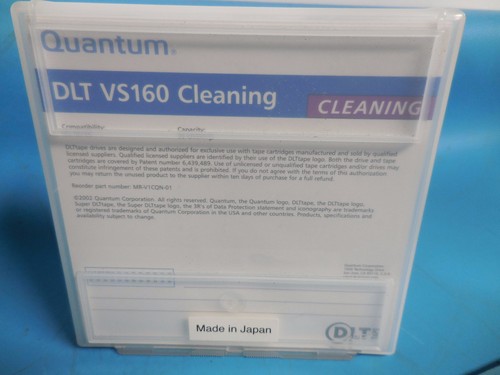 Quantum®
DLT VS160 Cleaning
CLEANING
Compatibility: Capacity:
DLTtape drives are designed and authorized for exclusive use with tape cartridges manufactured and sold by qualified
licensed suppliers. Qualified licensed suppliers are identified by their use of the DLTtape logo. Both the drive and tape
cartridges are covered by Patent number 6,439,489. Use of unlicensed or unqualified tape cartridges and/or drives may
constitute infringement of these patents and is prohibited. If you do not agree with the terms of this authorization
you may return the unused product to the supplier within ten days of purchase for a full refund.
Reorder part number: MR-V1CQN-01
©2002 Quantum Corporation. All rights reserved. Quantum, the Quantum logo, DLTtape, the DLTtape logo,
Super DLTtape, the Super DLTtape logo, the 3R's of Data Protection statement and iconography are trademarks
or registered trademarks of Quantum Corporation in the USA and other countries. Products, specifications and
availability subject to change.
Quantum Corporation
Made in Japan
DLT